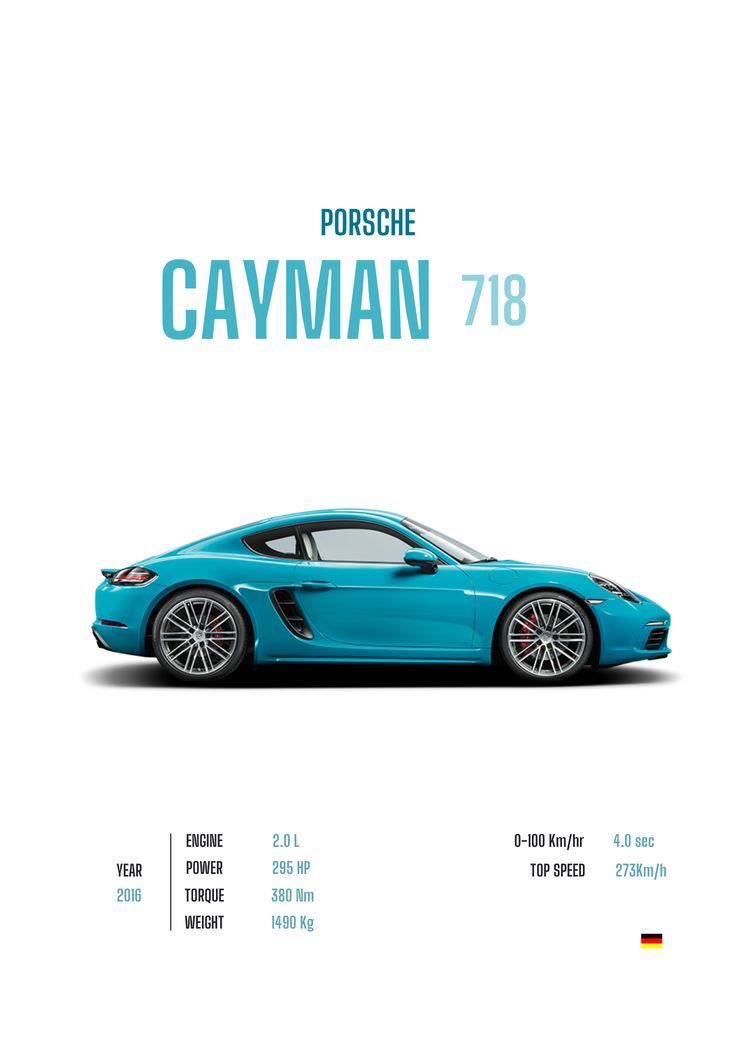 PORSCHE
CAYMAN 718
YEAR
2016
ENGINE 2.0 L
POWER 295 HP
TORQUE 380 Nm
WEIGHT 1490 Kg
0-100 Km/hr 4.0 sec
TOP SPEED 273Km/h